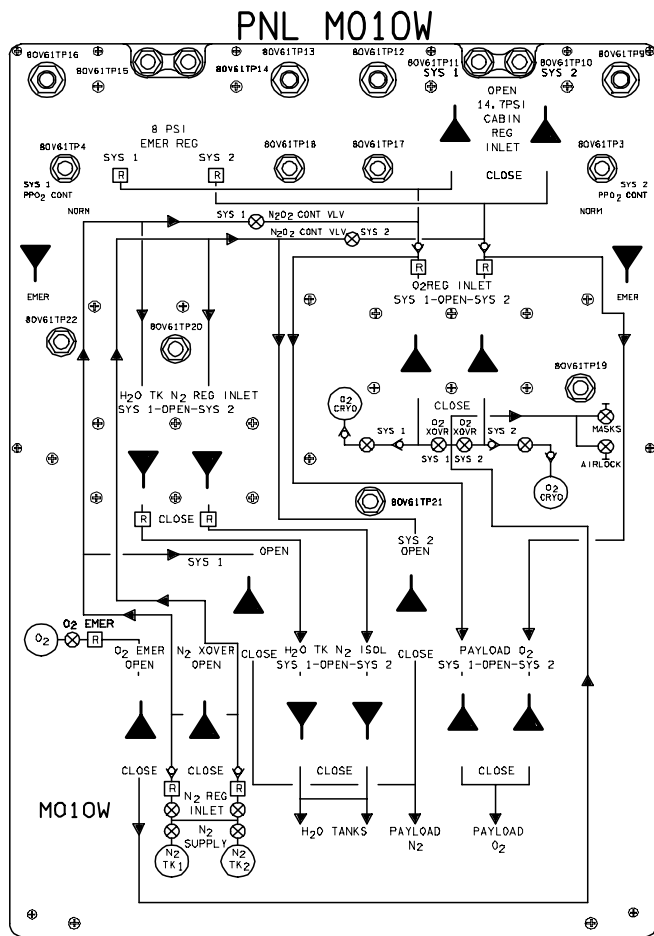 PNL MO10W
80V61TP16
80V61TP15
80V61TP13
80V61TP14
80V61TP12
80V61TP11
SYS 1
80V61TP10
SYS 2
80V61TP9
OPEN
14.7PSI
CABIN
REG
INLET
CLOSE
8 PSI
EMER REG
SYS 1
SYS 2
R
R
80V61TP4
80V61TP18
80V61TP17
80V61TP3
SYS 1
PPO2 CONT
NORM
EMER
SYS 2
PPO2 CONT
NORM
EMER
SYS 1
N2O2 CONT VLV
N2O2 CONT VLV
SYS 2
R
R
O2REG INLET
SYS 1-OPEN-SYS 2
80V61TP22
80V61TP20
80V61TP19
H2O TK N2 REG INLET
SYS 1-OPEN-SYS 2
O2
CRYO
CLOSE
SYS 1
O2
XOVR
O2
XOVR
SYS 2
SYS 1
SYS 2
MASKS
AIRLOCK
O2
CRYO
80V61TP21
R
CLOSE
R
SYS 1
OPEN
SYS 2
OPEN
O2
O2 EMER
R
O2 EMER
OPEN
N2 XOVER
OPEN
CLOSE
H2O TK N2 ISOL
SYS 1-OPEN-SYS 2
CLOSE
PAYLOAD O2
SYS 1-OPEN-SYS 2
CLOSE
CLOSE
CLOSE
CLOSE
R
N2 REG
INLET
R
N2
SUPPLY
N2
TK1
N2
TK2
MO10W
H2O TANKS
PAYLOAD
N2
PAYLOAD
O2